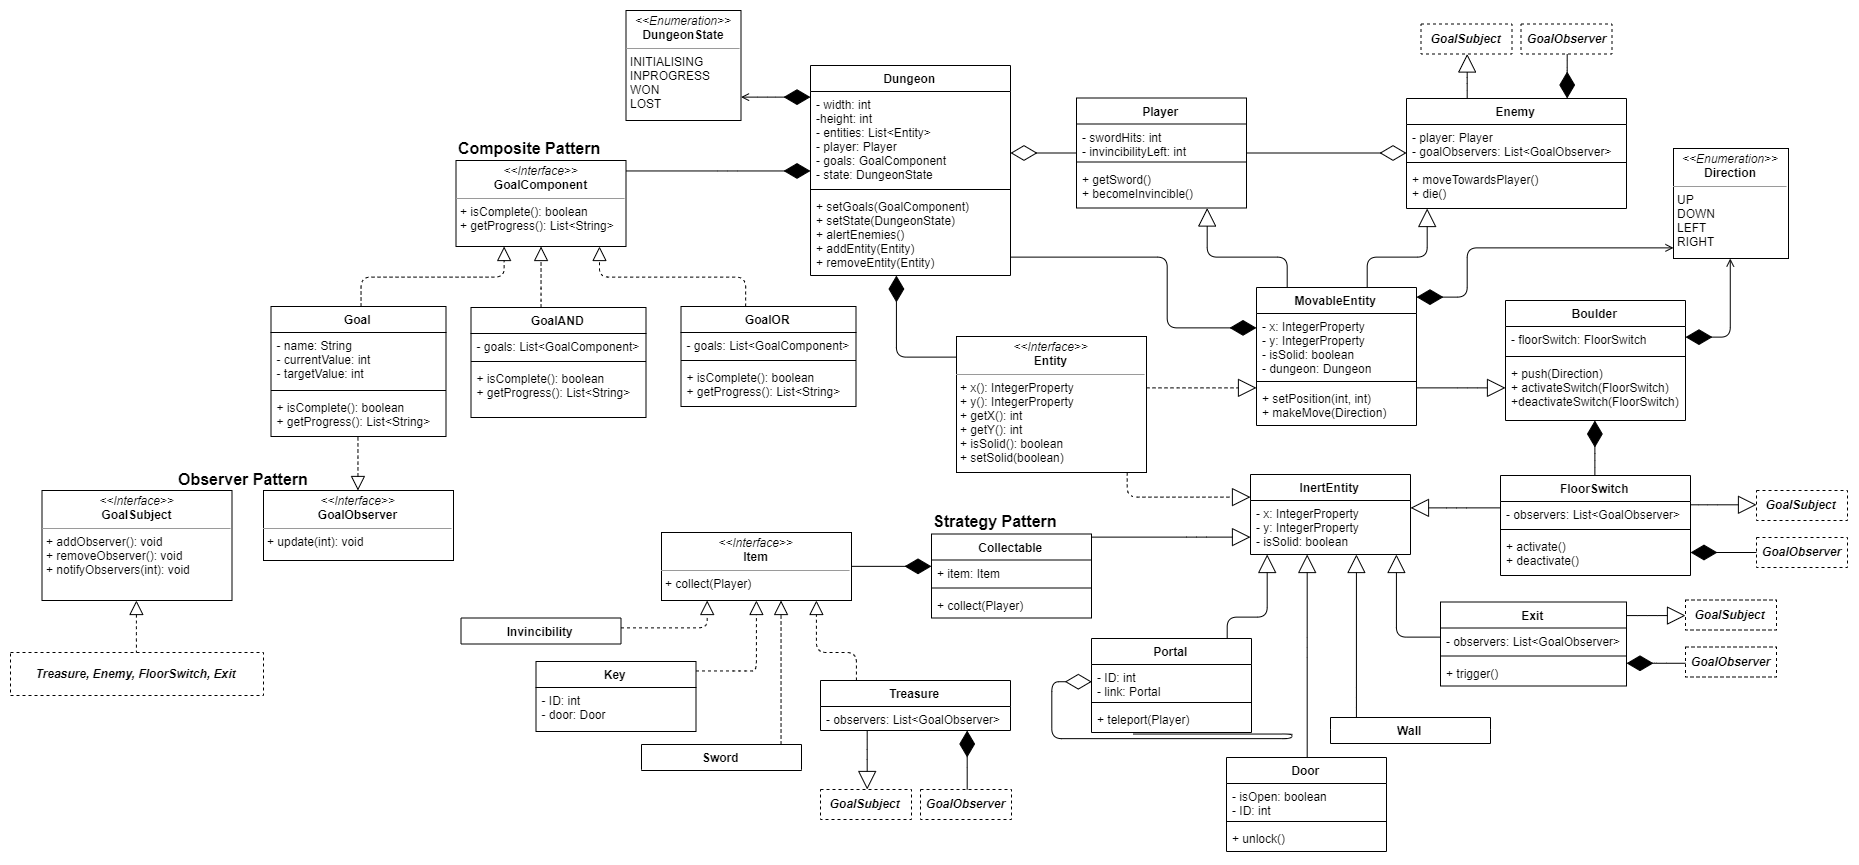 <<Enumeration>>
DungeonState
INITIALISING
INPROGRESS
WON
LOST
Dungeon
- width: int
-height: int
- entities: List<Entity>
- player: Player
- goals: GoalComponent
- state: DungeonState
+ setGoals(GoalComponent)
+ setState(DungeonState)
+ alertEnemies()
+ addEntity(Entity)
+ removeEntity(Entity)
Player
- swordHits: int
- invincibilityLeft: int
+ getSword()
+ becomeInvincible()
GoalSubject
GoalObserver
Enemy
- player: Player
- goalObservers: List<GoalObserver>
+ moveTowardsPlayer()
+ die()
<<Enumeration>>
Direction
UP
DOWN
LEFT
RIGHT
Composite Pattern
<<Interface>>
GoalComponent
+ isComplete(): boolean
+ getProgress(): List<String>
Goal
- name: String
- currentValue: int
- targetValue: int
+ isComplete(): boolean
+ getProgress(): List<String>
GoalAND
- goals: List<GoalComponent>
+ isComplete(): boolean
+ getProgress(): List<String>
GoalOR
- goals: List<GoalComponent>
+ isComplete(): boolean
+ getProgress(): List<String>
<<Interface>>
Entity
+ x(): IntegerProperty
+ y(): IntegerProperty
+ getX(): int
+ getY(): int
+ isSolid(): boolean
+ setSolid(boolean)
MovableEntity
- x: IntegerProperty
- y: IntegerProperty
- isSolid: boolean
- dungeon: Dungeon
+ setPosition(int, int)
+ makeMove(Direction)
Boulder
- floorSwitch: FloorSwitch
+ push(Direction)
+ activateSwitch(FloorSwitch)
+deactivateSwitch(FloorSwitch)
Observer Pattern
<<Interface>>
GoalSubject
+ addObserver(): void
+ removeObserver(): void
+ notifyObservers(int): void
<<Interface>>
GoalObserver
+ update(int): void
Treasure, Enemy, FloorSwitch, Exit
Strategy Pattern
<<Interface>>
Item
+ collect(Player)
Collectable
+ item: Item
+ collect(Player)
InertEntity
- x: IntegerProperty
- y: IntegerProperty
- isSolid: boolean
FloorSwitch
- observers: List<GoalObserver>
+ activate()
+ deactivate()
GoalSubject
GoalObserver
Invincibility
Key
- ID: int
- door: Door
Sword
Treasure
- observers: List<GoalObserver>
GoalSubject
GoalObserver
Portal
- ID: int
- link: Portal
+ teleport(Player)
Exit
- observers: List<GoalObserver>
+ trigger()
GoalSubject
GoalObserver
Wall
Door
- isOpen: boolean
- ID: int
+ unlock()